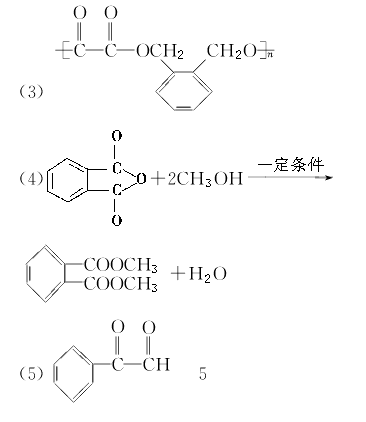 O O
[C—C—OCH2 CH2O]n
(3)
O
(4) C O +2CH3OH 一定条件
C
O
COOCH3
COOCH3 +H2O
O O
(5) C—CH 5